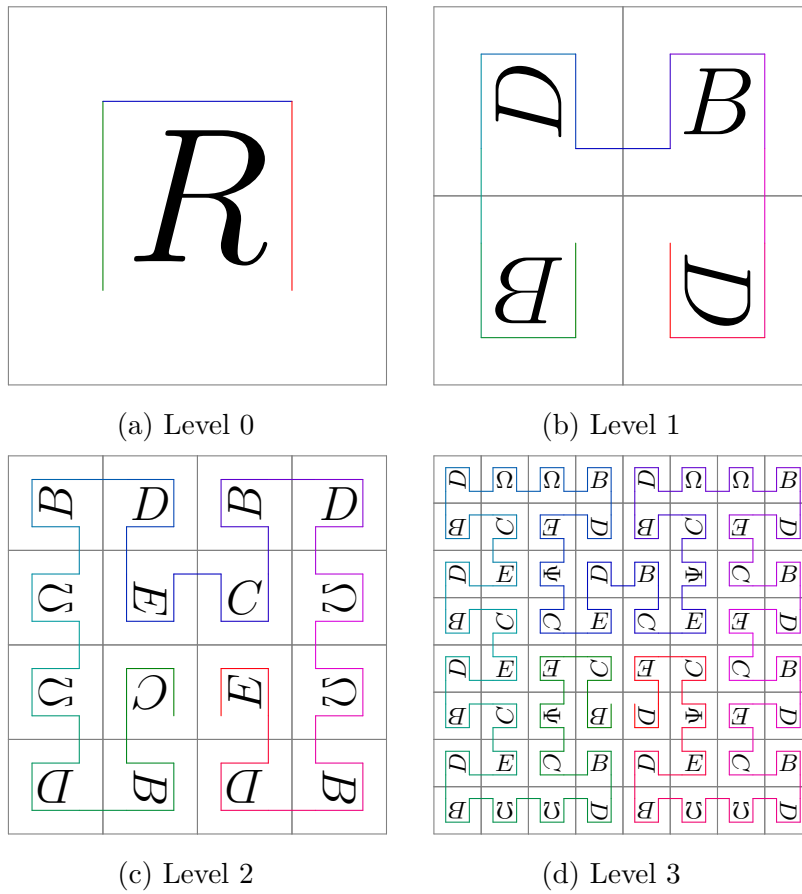 R
(a) Level 0
D B
B D
(b) Level 1
B D B D
Ω E C Ω
Ω C E Ω
D B D B
(c) Level 2
D Ω Ω B D Ω Ω B
B C E D B C E D
D E Ψ D B Ψ C B
B C C E C E E D
D E E C E C C B
B C Ψ B D Ψ E D
D E C B D E C B
B Ω Ω D B Ω Ω D
(d) Level 3